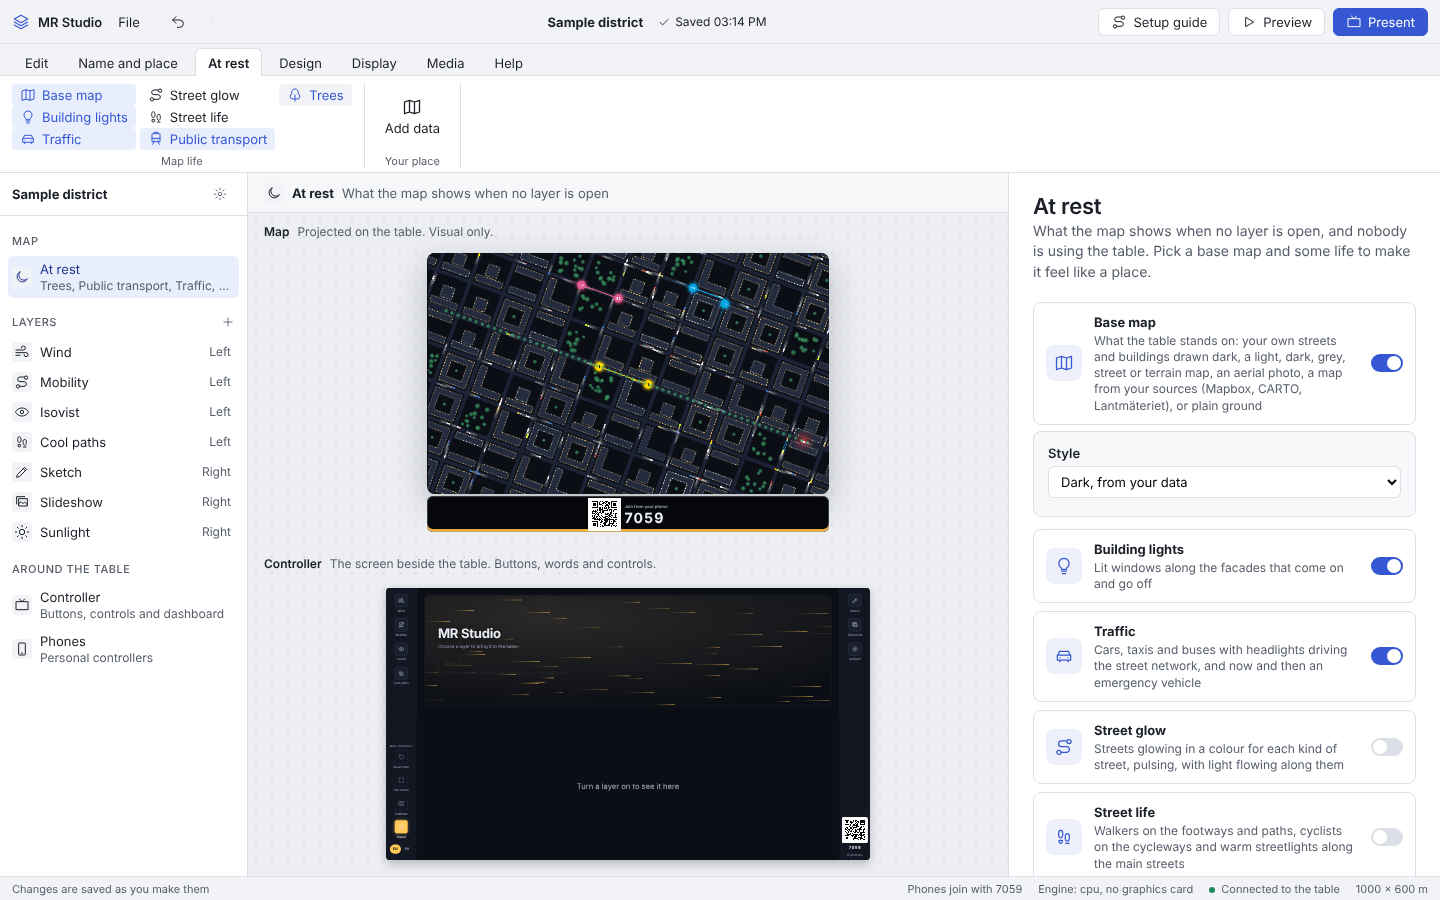 MR Studio File
Sample district Saved 03:14 PM
Setup guide Preview Present
Edit Name and place At rest Design Display Media Help
Base map Street glow Trees
Building lights Street life
Traffic Public transport
Map life
Add data
Your place
Sample district
MAP
At rest
Trees, Public transport, Traffic, ...
LAYERS
Wind Left
Mobility Left
Isovist Left
Cool paths Left
Sketch Right
Slideshow Right
Sunlight Right
AROUND THE TABLE
Controller
Buttons, controls and dashboard
Phones
Personal controllers
At rest What the map shows when no layer is open
Map Projected on the table. Visual only.
Join from your phone
7059
Controller The screen beside the table. Buttons, words and controls.
MR Studio
Choose a layer to bring it to the table
Turn a layer on to see it here
7059
At rest
What the map shows when no layer is open, and nobody
is using the table. Pick a base map and some life to make
it feel like a place.
Base map
What the table stands on: your own streets
and buildings drawn dark, a light, dark, grey,
street or terrain map, an aerial photo, a map
from your sources (Mapbox, CARTO,
Lantmäteriet), or plain ground
Style
Dark, from your data
Building lights
Lit windows along the facades that come on
and go off
Traffic
Cars, taxis and buses with headlights driving
the street network, and now and then an
emergency vehicle
Street glow
Streets glowing in a colour for each kind of
street, pulsing, with light flowing along them
Street life
Walkers on the footways and paths, cyclists
on the cycleways and warm streetlights along
the main streets
Changes are saved as you make them
Phones join with 7059 Engine: cpu, no graphics card Connected to the table 1000 × 600 m